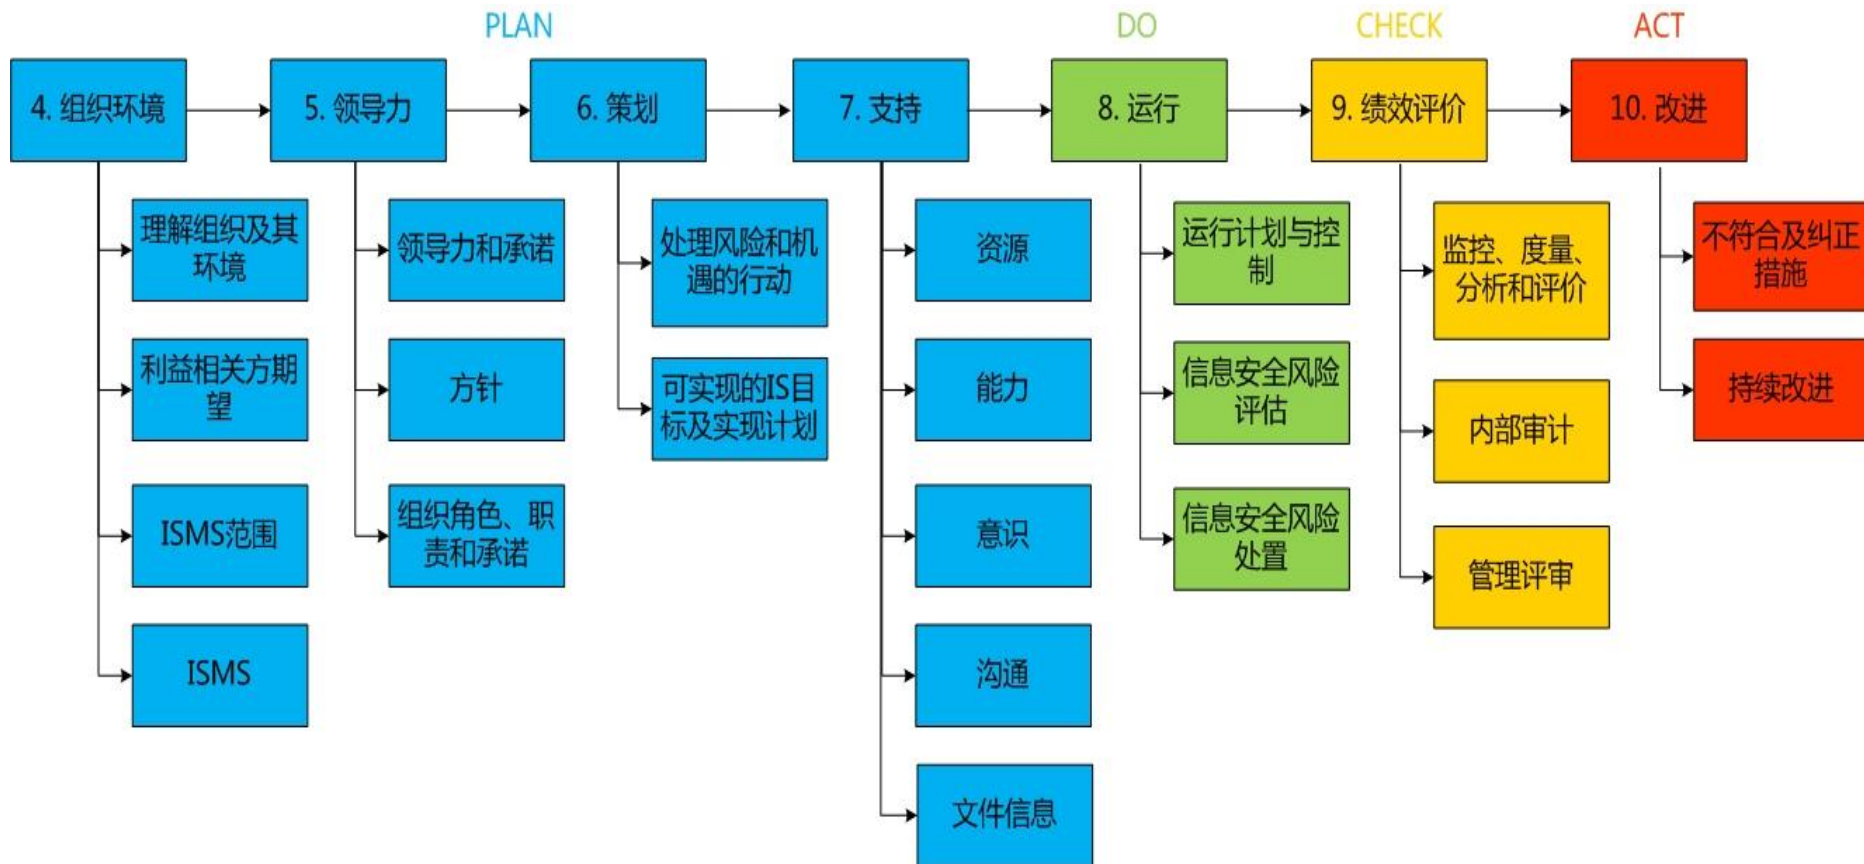 PLAN
DO
CHECK
ACT
4. 组织环境
5. 领导力
6. 策划
7. 支持
8. 运行
9. 绩效评价
10. 改进
理解组织及其
环境
利益相关方期
望
ISMS范围
ISMS
领导力和承诺
方针
组织角色、职
责和承诺
处理风险和机
遇的行动
可实现的IS目
标及实现计划
资源
能力
意识
沟通
文件信息
运行计划与控
制
信息安全风险
评估
信息安全风险
处置
监控、度量、
分析和评价
内部审计
管理评审
不符合及纠正
措施
持续改进